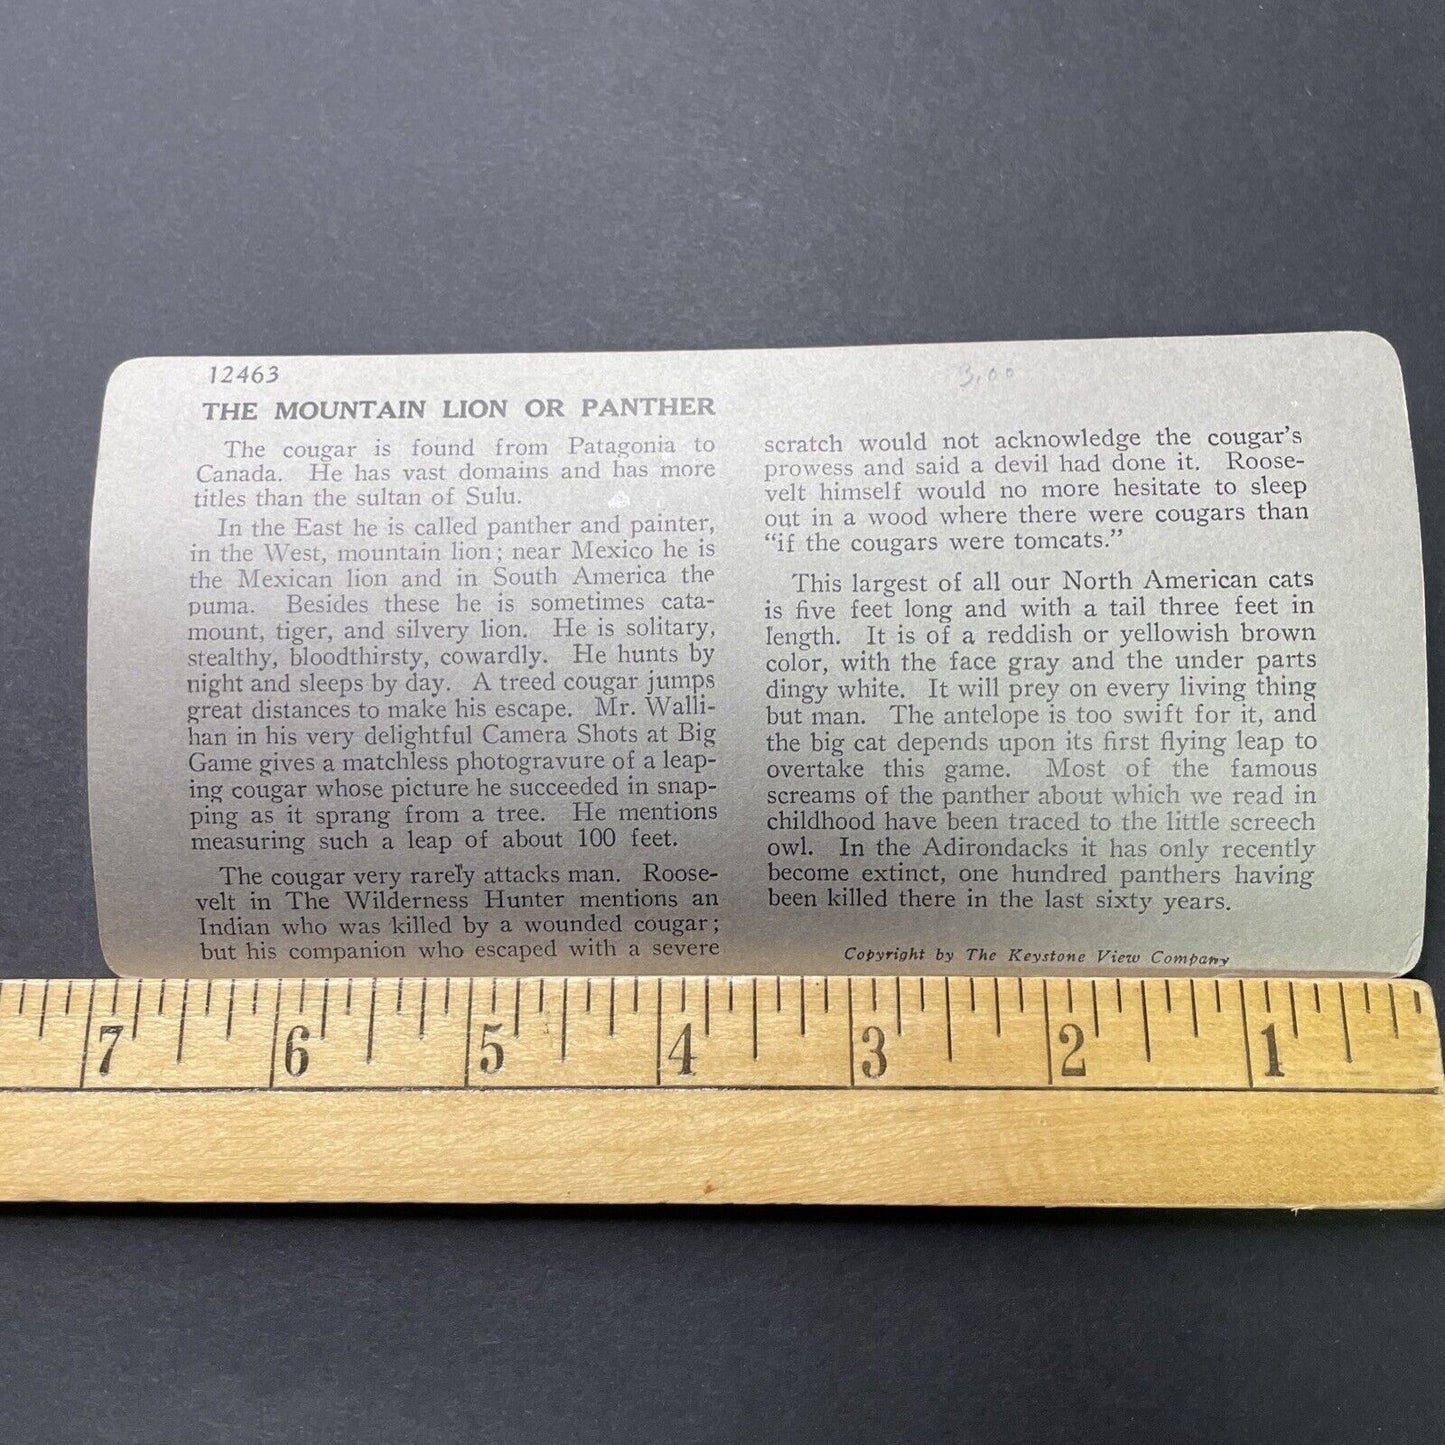 12463
3.00
THE MOUNTAIN LION OR PANTHER
The cougar is found from Patagonia to
Canada. He has vast domains and has more
titles than the sultan of Sulu.
In the East he is called panther and painter,
in the West, mountain lion; near Mexico he is
the Mexican lion and in South America the
puma. Besides these he is sometimes cata-
mount, tiger, and silvery lion. He is solitary,
stealthy, bloodthirsty, cowardly. He hunts by
night and sleeps by day. A treed cougar jumps
great distances to make his escape. Mr. Walli-
han in his very delightful Camera Shots at Big
Game gives a matchless photogravure of a leap-
ing cougar whose picture he succeeded in snap-
ping as it sprang from a tree. He mentions
measuring such a leap of about 100 feet.
The cougar very rarely attacks man. Roose-
velt in The Wilderness Hunter mentions an
Indian who was killed by a wounded cougar;
but his companion who escaped with a severe
scratch would not acknowledge the cougar's
prowess and said a devil had done it. Roose-
velt himself would no more hesitate to sleep
out in a wood where there were cougars than
"if the cougars were tomcats."
This largest of all our North American cats
is five feet long and with a tail three feet in
length. It is of a reddish or yellowish brown
color, with the face gray and the under parts
dingy white. It will prey on every living thing
but man. The antelope is too swift for it, and
the big cat depends upon its first flying leap to
overtake this game. Most of the famous
screams of the panther about which we read in
childhood have been traced to the little screech
owl. In the Adirondacks it has only recently
become extinct, one hundred panthers having
been killed there in the last sixty years.
Copyright by The Keystone View Company
7 6 5 4 3 2 1